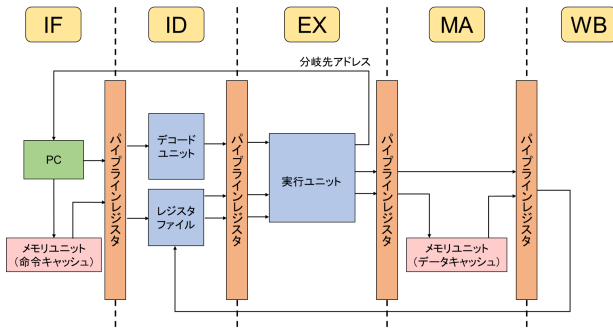 IF
ID
EX
MA
WB
分岐先アドレス
PC
メモリユニット
（命令キャッシュ）
パイプラインレジスタ
デコード
ユニット
レジスタ
ファイル
パイプラインレジスタ
実行ユニット
パイプラインレジスタ
メモリユニット
（データキャッシュ）
パイプラインレジスタ